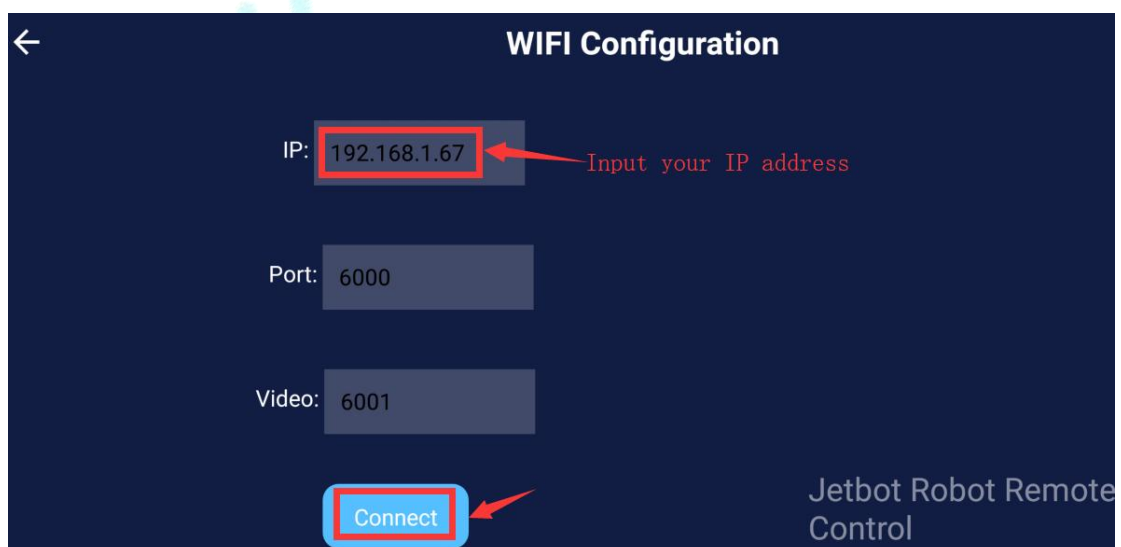 WIFI Configuration
IP: 192.168.1.67
Input your IP address
Port: 6000
Video: 6001
Connect
Jetbot Robot Remote
Control